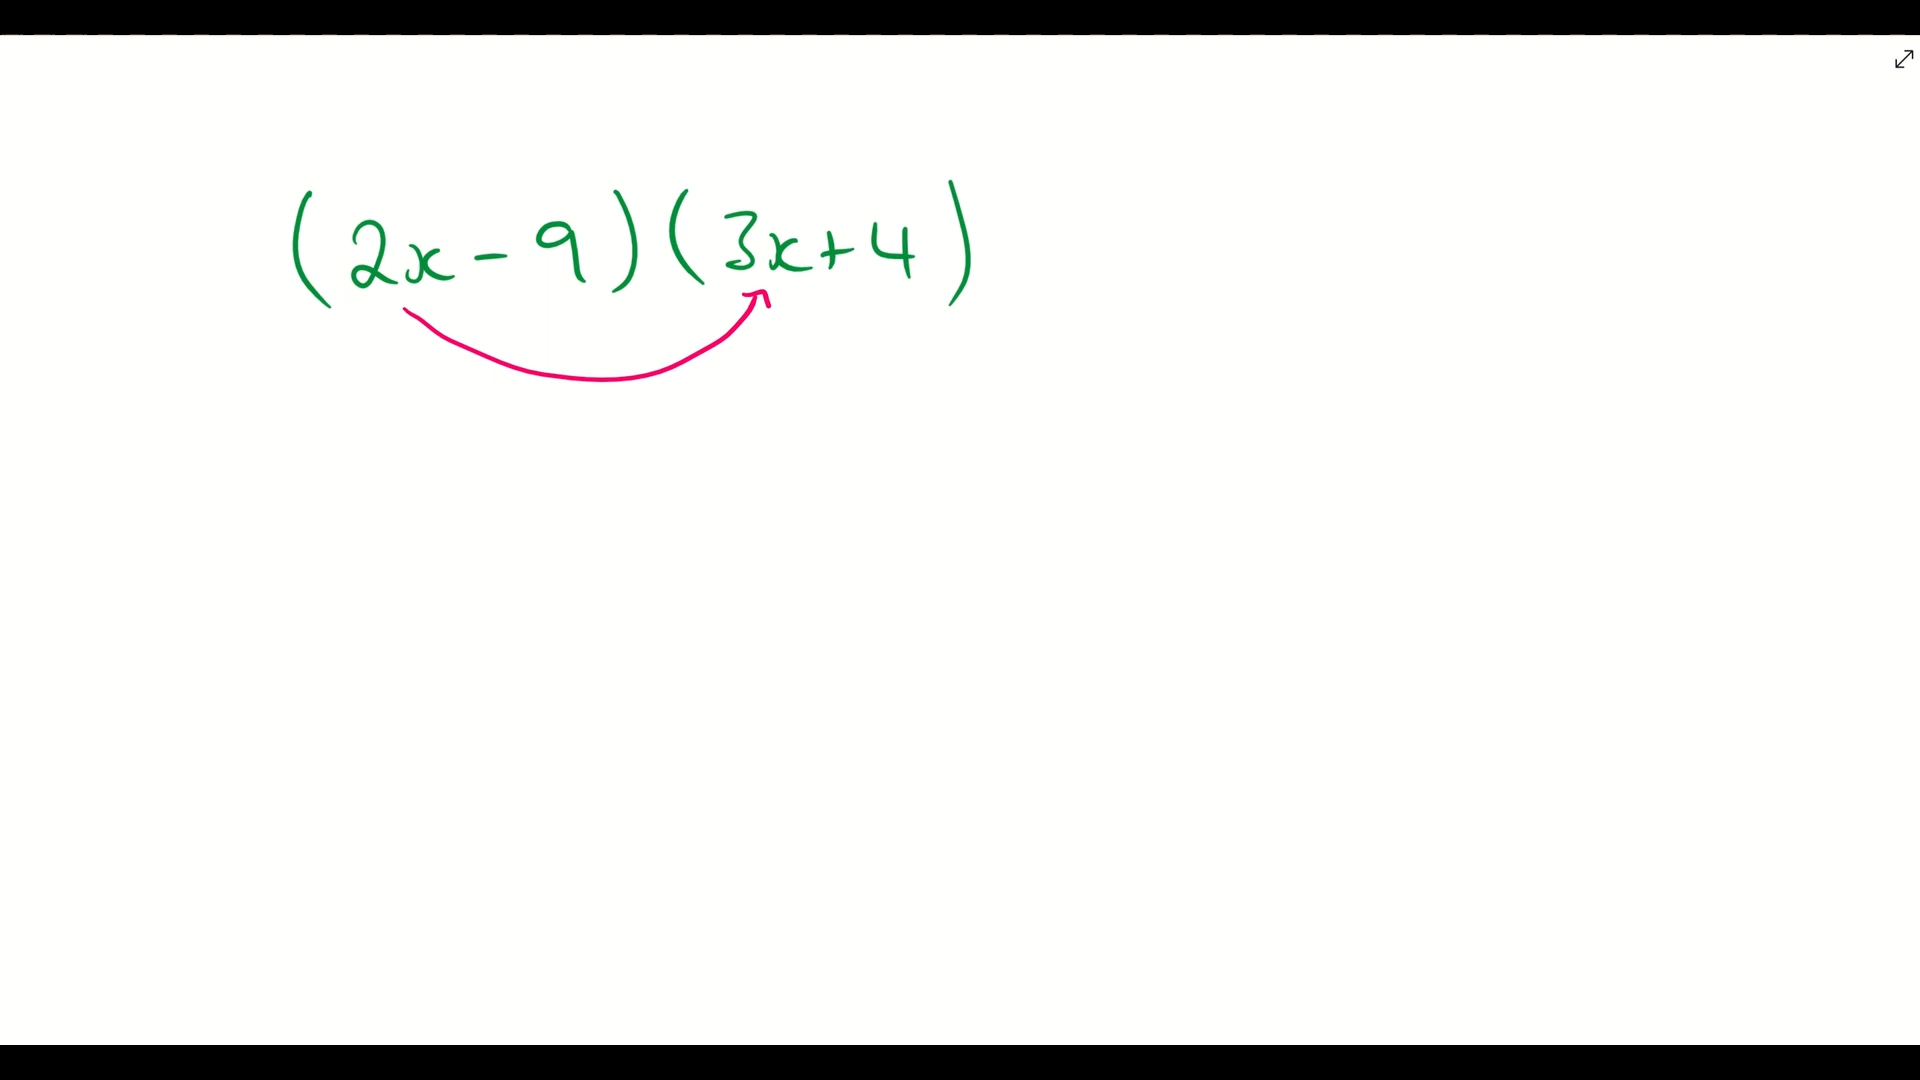 (2x - 9)(3x + 4)